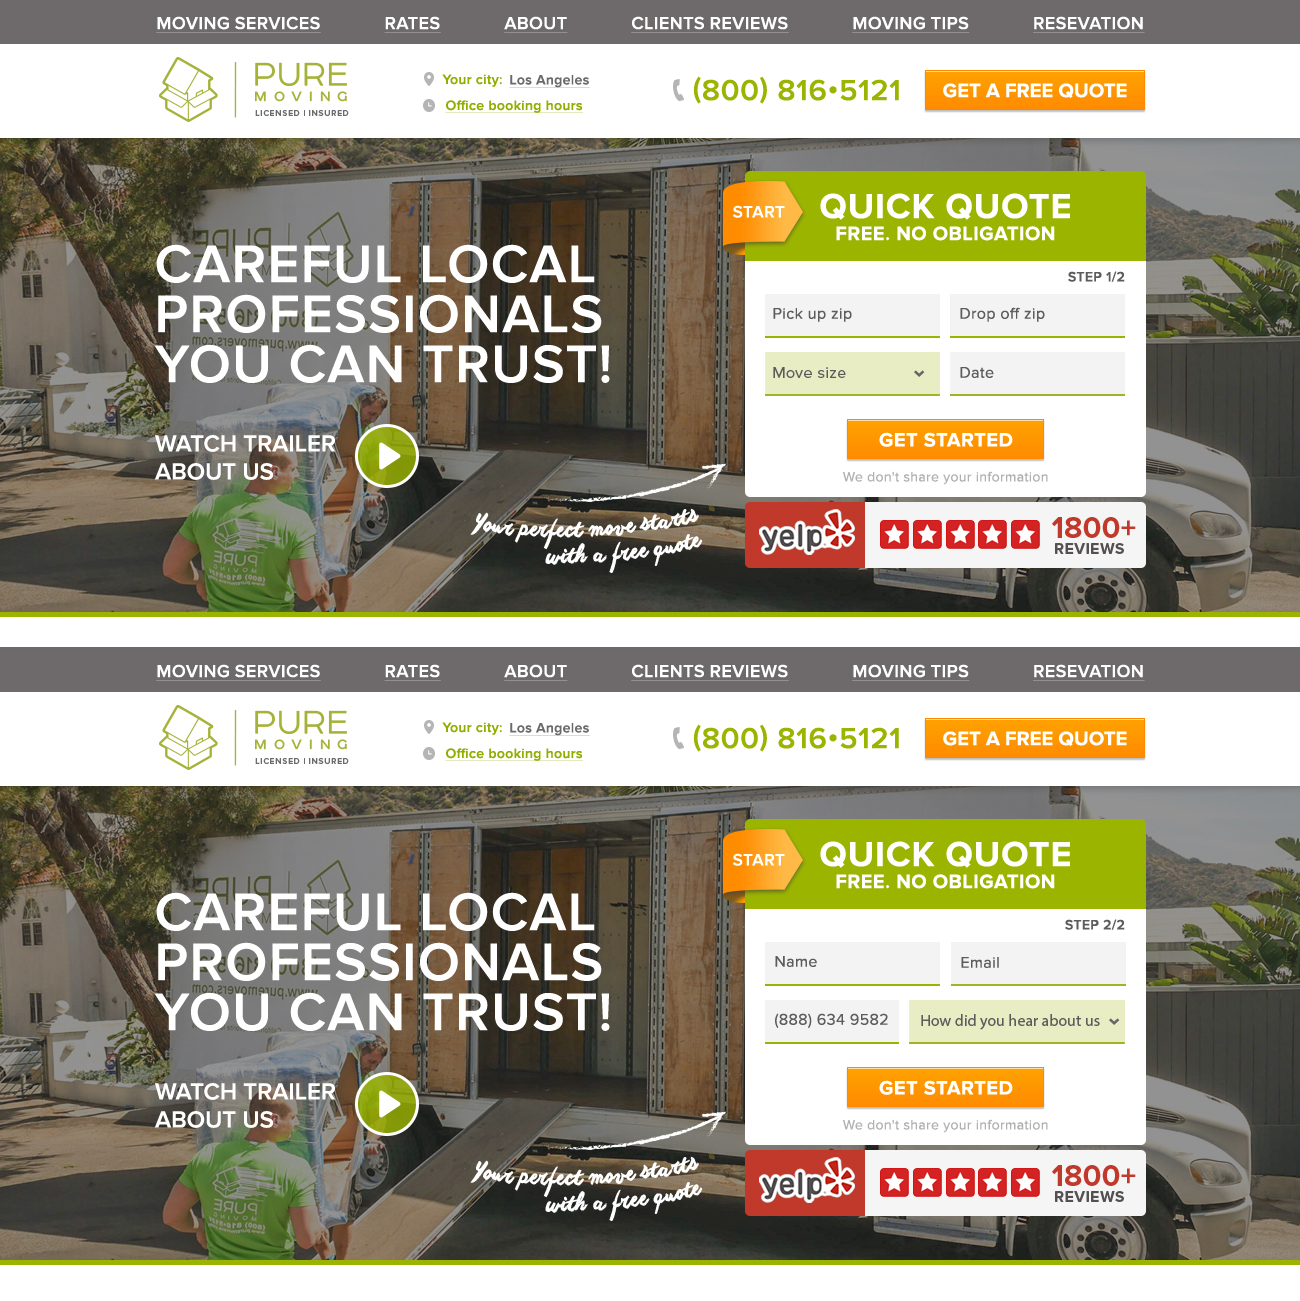 MOVING SERVICES RATES ABOUT CLIENTS REVIEWS MOVING TIPS RESEVATION
PURE
MOVING
LICENSED | INSURED
Your city: Los Angeles
Office booking hours
(800) 816•5121
GET A FREE QUOTE
CAREFUL LOCAL
PROFESSIONALS
YOU CAN TRUST!
WATCH TRAILER
ABOUT US
PURE
MOVING
Your perfect move starts
with a free quote
START
QUICK QUOTE
FREE. NO OBLIGATION
STEP 1/2
Pick up zip
Drop off zip
Move size
Date
GET STARTED
We don't share your information
yelp
1800+
REVIEWS
MOVING SERVICES RATES ABOUT CLIENTS REVIEWS MOVING TIPS RESEVATION
PURE
MOVING
LICENSED | INSURED
Your city: Los Angeles
Office booking hours
(800) 816•5121
GET A FREE QUOTE
CAREFUL LOCAL
PROFESSIONALS
YOU CAN TRUST!
WATCH TRAILER
ABOUT US
PURE
MOVING
Your perfect move starts
with a free quote
START
QUICK QUOTE
FREE. NO OBLIGATION
STEP 2/2
Name
Email
(888) 634 9582
How did you hear about us
GET STARTED
We don't share your information
yelp
1800+
REVIEWS